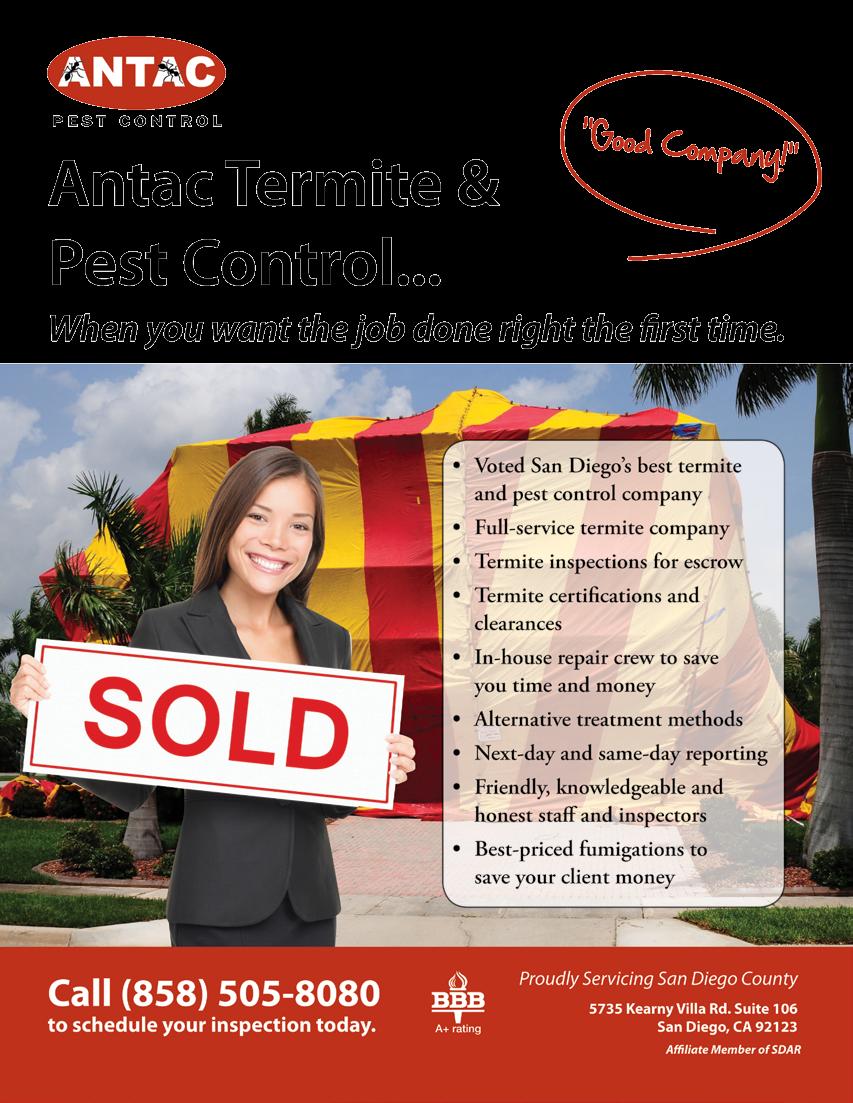 ANTAC
PEST CONTROL
"Good Company!"
Antac Termite &
Pest Control...
When you want the job done right the first time.
• Voted San Diego's best termite
and pest control company
• Full-service termite company
• Termite inspections for escrow
• Termite certifications and
clearances
• In-house repair crew to save
you time and money
• Alternative treatment methods
• Next-day and same-day reporting
• Friendly, knowledgeable and
honest staff and inspectors
• Best-priced fumigations to
save your client money
SOLD
Call (858) 505-8080
to schedule your inspection today.
BBB
A+ rating
Proudly Servicing San Diego County
5735 Kearny Villa Rd. Suite 106
San Diego, CA 92123
Affiliate Member of SDAR